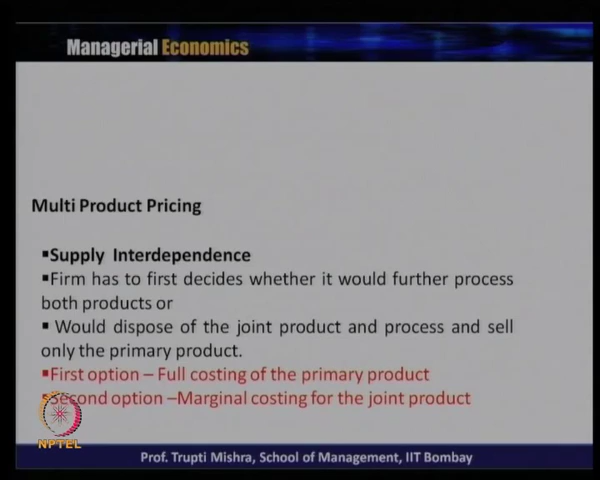 Managerial Economics
Multi Product Pricing
▪Supply Interdependence
▪Firm has to first decides whether it would further process
both products or
▪ Would dispose of the joint product and process and sell
only the primary product.
▪First option – Full costing of the primary product
▪Second option –Marginal costing for the joint product
NPTEL
Prof. Trupti Mishra, School of Management, IIT Bombay